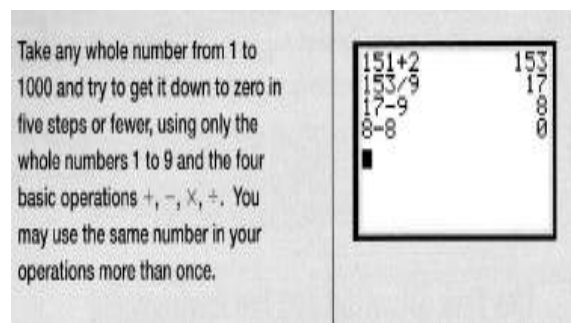 Take any whole number from 1 to
1000 and try to get it down to zero in
five steps or fewer, using only the
whole numbers 1 to 9 and the four
basic operations +, −, ×, ÷. You
may use the same number in your
operations more than once.
151+2 153
153/9 17
17-9 8
8-8 0